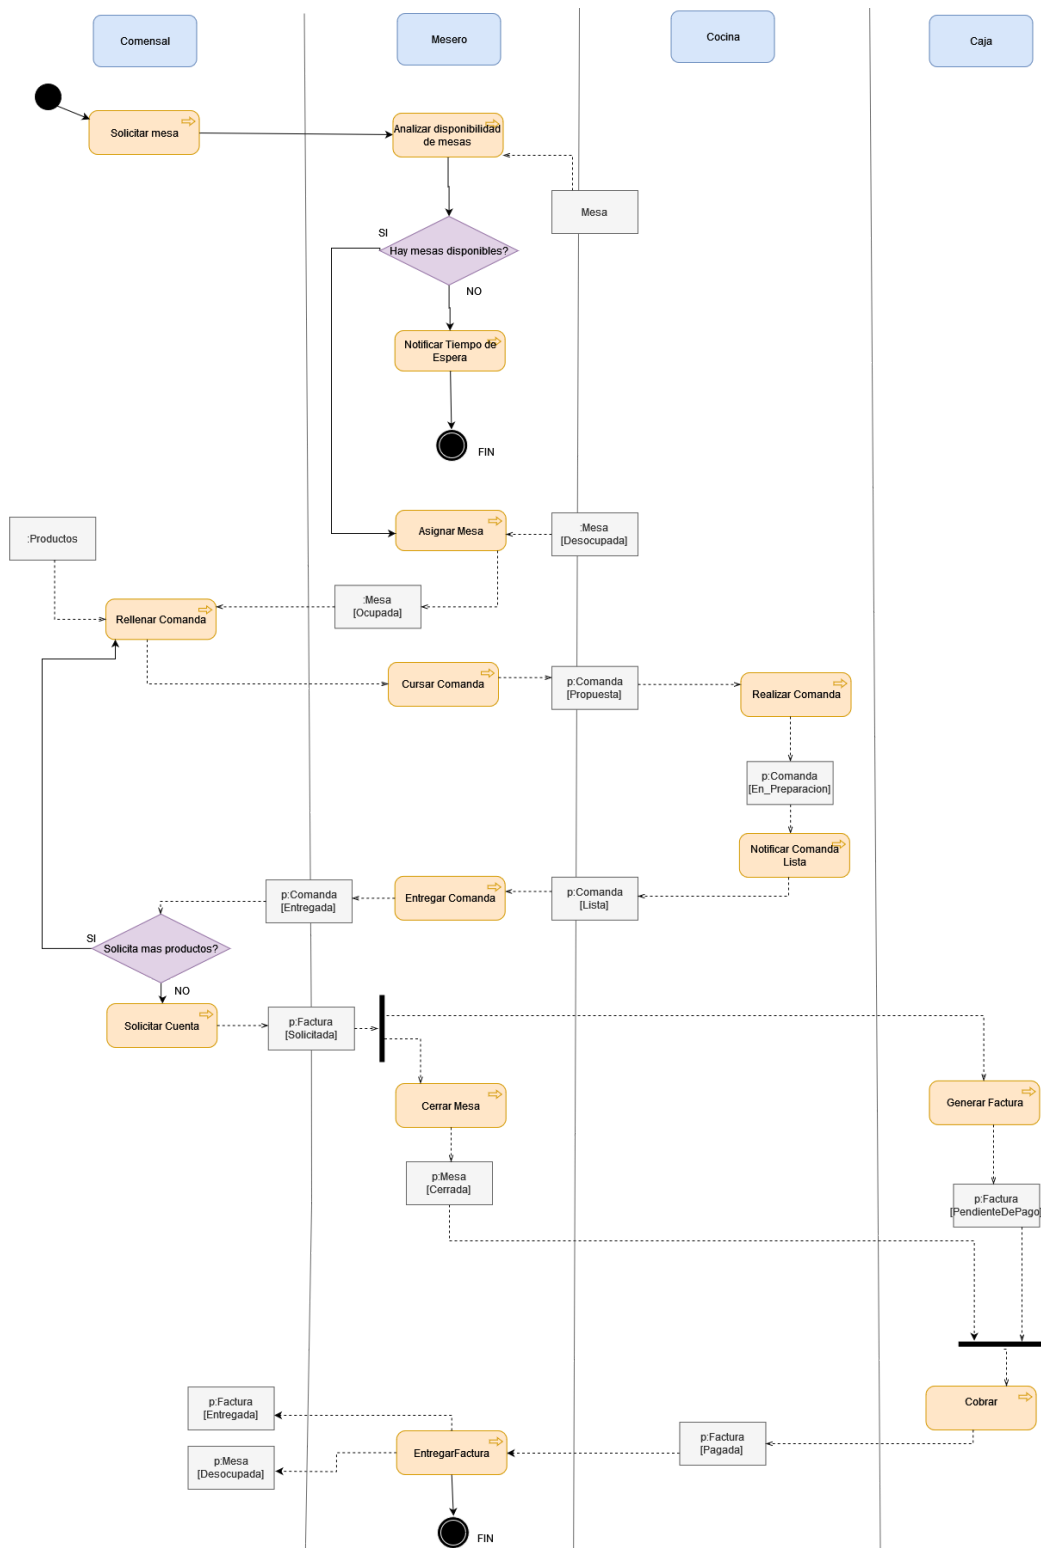 Comensal
Mesero
Cocina
Caja
Solicitar mesa
Analizar disponibilidad
de mesas
Mesa
SI
Hay mesas disponibles?
NO
Notificar Tiempo de
Espera
FIN
:Productos
Asignar Mesa
:Mesa
[Desocupada]
:Mesa
[Ocupada]
Rellenar Comanda
Cursar Comanda
p:Comanda
[Propuesta]
Realizar Comanda
p:Comanda
[En_Preparacion]
Notificar Comanda
Lista
p:Comanda
[Entregada]
Entregar Comanda
p:Comanda
[Lista]
SI
Solicita mas productos?
NO
Solicitar Cuenta
p:Factura
[Solicitada]
Cerrar Mesa
Generar Factura
p:Mesa
[Cerrada]
p:Factura
[PendienteDePago]
Cobrar
p:Factura
[Entregada]
p:Mesa
[Desocupada]
EntregarFactura
p:Factura
[Pagada]
FIN